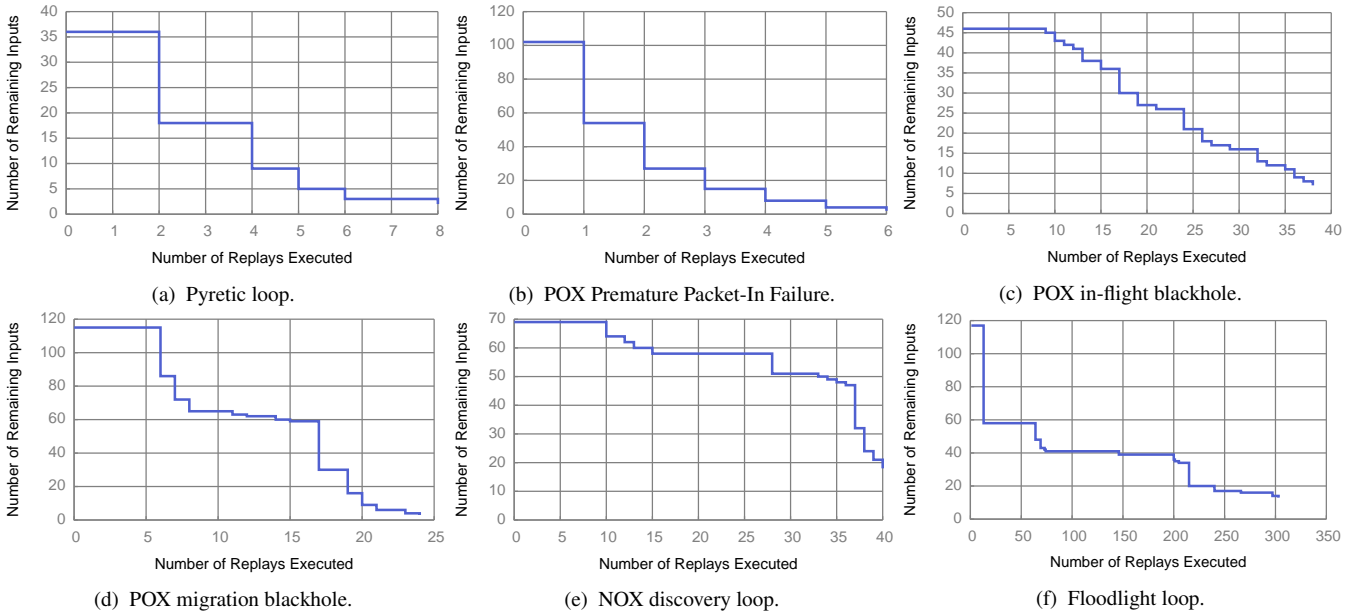 Number of Remaining Inputs
40
35
30
25
20
15
10
5
0
0 1 2 3 4 5 6 7 8
Number of Replays Executed
(a) Pyretic loop.
Number of Remaining Inputs
120
100
80
60
40
20
0
0 1 2 3 4 5 6
Number of Replays Executed
(b) POX Premature Packet-In Failure.
Number of Remaining Inputs
50
45
40
35
30
25
20
15
10
5
0
0 5 10 15 20 25 30 35 40
Number of Replays Executed
(c) POX in-flight blackhole.
Number of Remaining Inputs
120
100
80
60
40
20
0
0 5 10 15 20 25
Number of Replays Executed
(d) POX migration blackhole.
Number of Remaining Inputs
70
60
50
40
30
20
10
0
0 5 10 15 20 25 30 35 40
Number of Replays Executed
(e) NOX discovery loop.
Number of Remaining Inputs
120
100
80
60
40
20
0
0 50 100 150 200 250 300 350
Number of Replays Executed
(f) Floodlight loop.